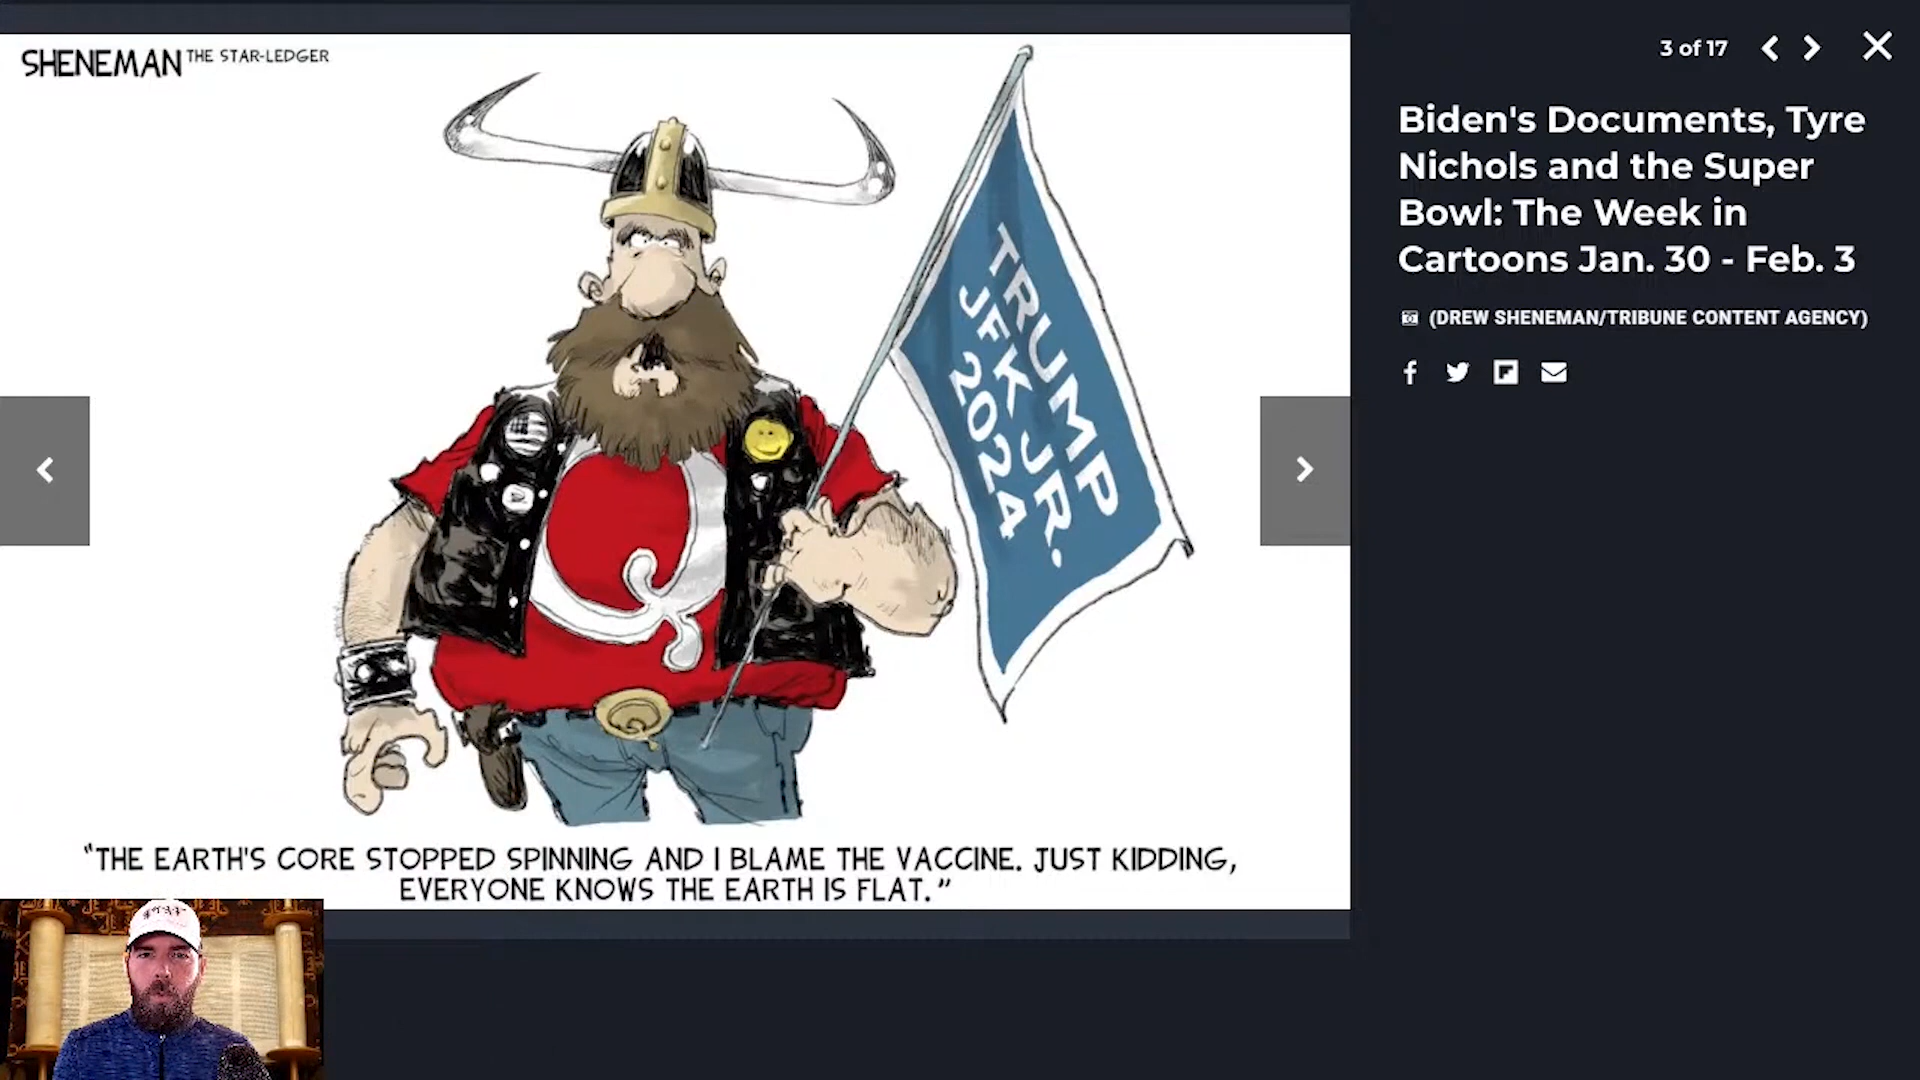 SHENEMAN THE STAR-LEDGER
TRUMP
JFK JR.
2024
Q
"THE EARTH'S CORE STOPPED SPINNING AND I BLAME THE VACCINE. JUST KIDDING,
EVERYONE KNOWS THE EARTH IS FLAT."
3 of 17
Biden's Documents, Tyre
Nichols and the Super
Bowl: The Week in
Cartoons Jan. 30 - Feb. 3
(DREW SHENEMAN/TRIBUNE CONTENT AGENCY)